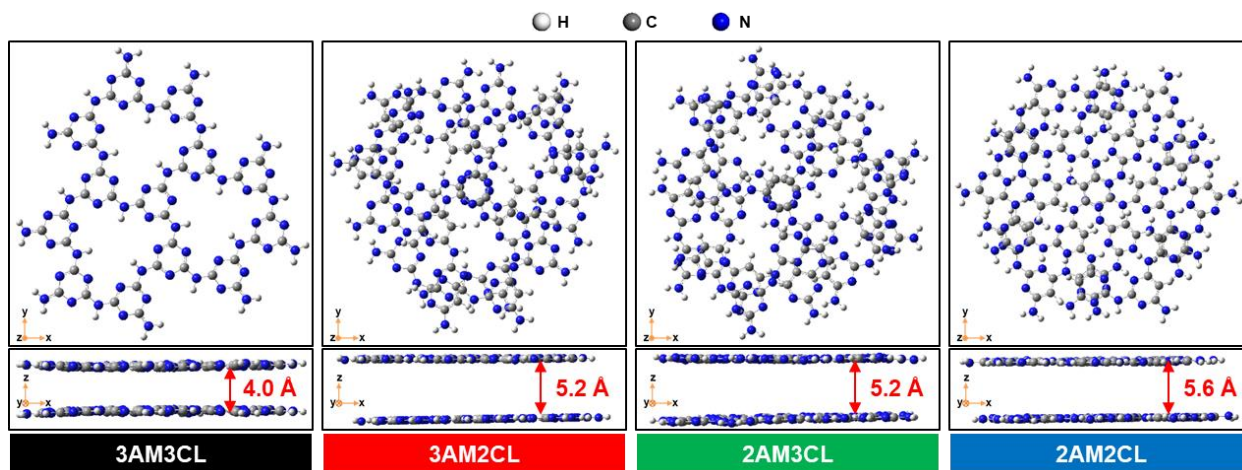 H C N
y
z x
y
z x
y
z x
y
z x
z
y x
4.0 Å
z
y x
5.2 Å
z
y x
5.2 Å
z
y x
5.6 Å
3AM3CL
3AM2CL
2AM3CL
2AM2CL